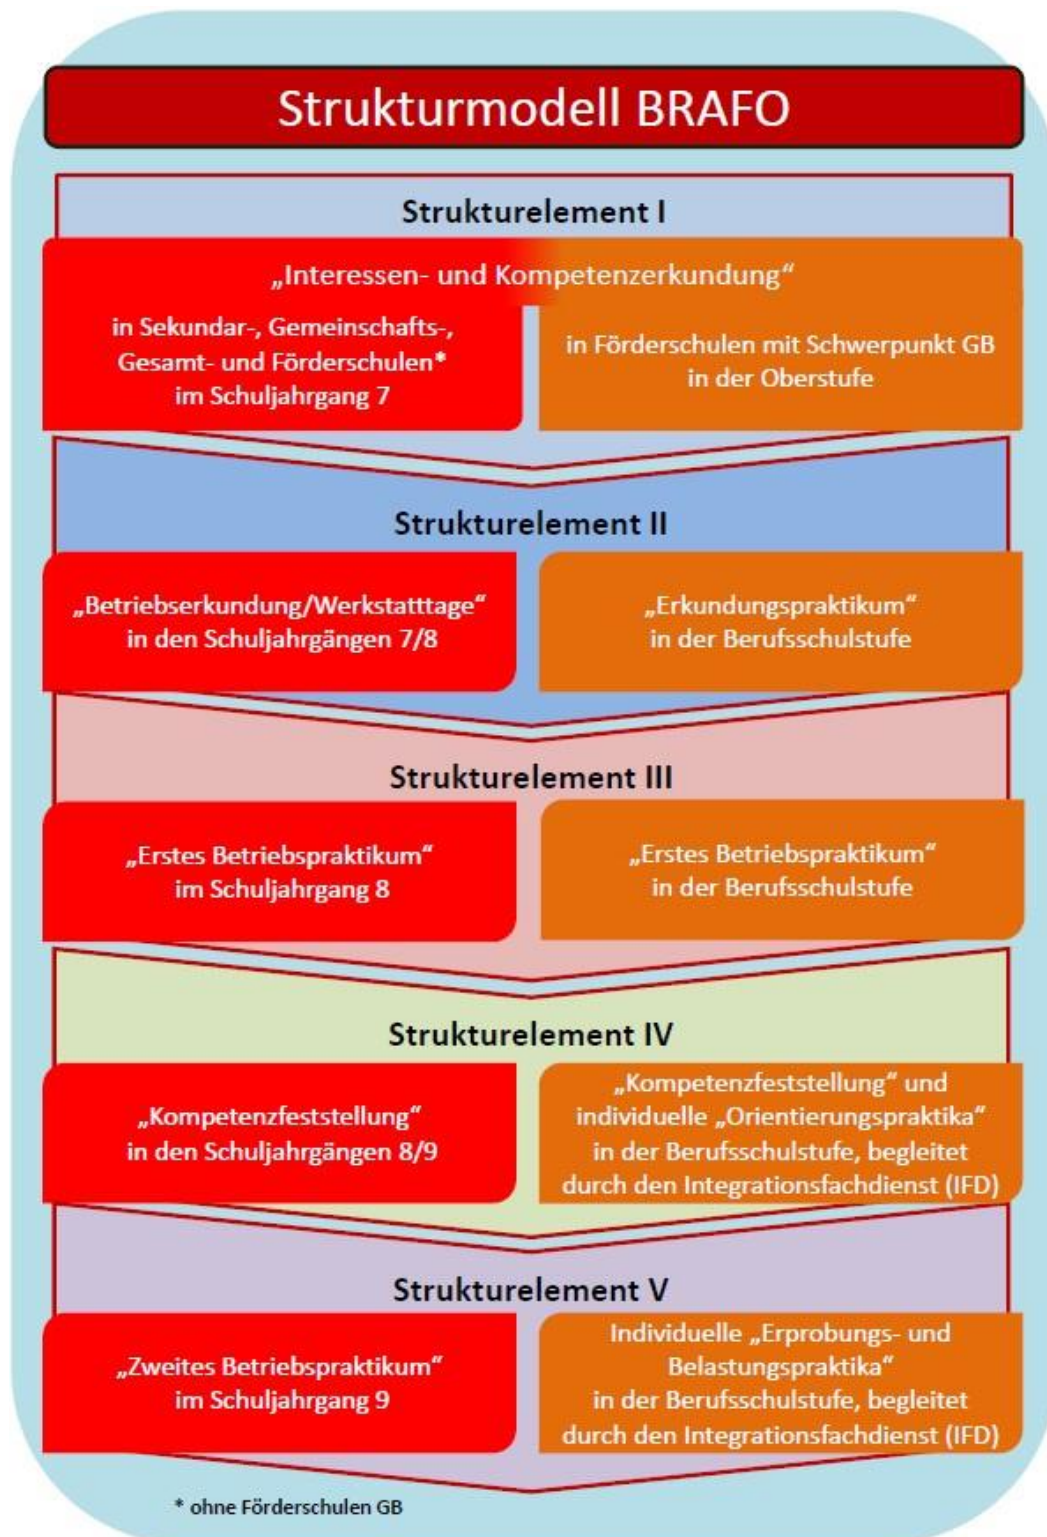 Strukturmodell BRAFO
Strukturelement I
„Interessen- und Kompetenzerkundung“
in Sekundar-, Gemeinschafts-,
Gesamt- und Förderschulen*
im Schuljahrgang 7
in Förderschulen mit Schwerpunkt GB
in der Oberstufe
Strukturelement II
„Betriebserkundung/Werkstatttage“
in den Schuljahrgängen 7/8
„Erkundungspraktikum“
in der Berufsschulstufe
Strukturelement III
„Erstes Betriebspraktikum“
im Schuljahrgang 8
„Erstes Betriebspraktikum“
in der Berufsschulstufe
Strukturelement IV
„Kompetenzfeststellung“
in den Schuljahrgängen 8/9
„Kompetenzfeststellung“ und
individuelle „Orientierungspraktika“
in der Berufsschulstufe, begleitet
durch den Integrationsfachdienst (IFD)
Strukturelement V
„Zweites Betriebspraktikum“
im Schuljahrgang 9
Individuelle „Erprobungs- und
Belastungspraktika“
in der Berufsschulstufe, begleitet
durch den Integrationsfachdienst (IFD)
* ohne Förderschulen GB